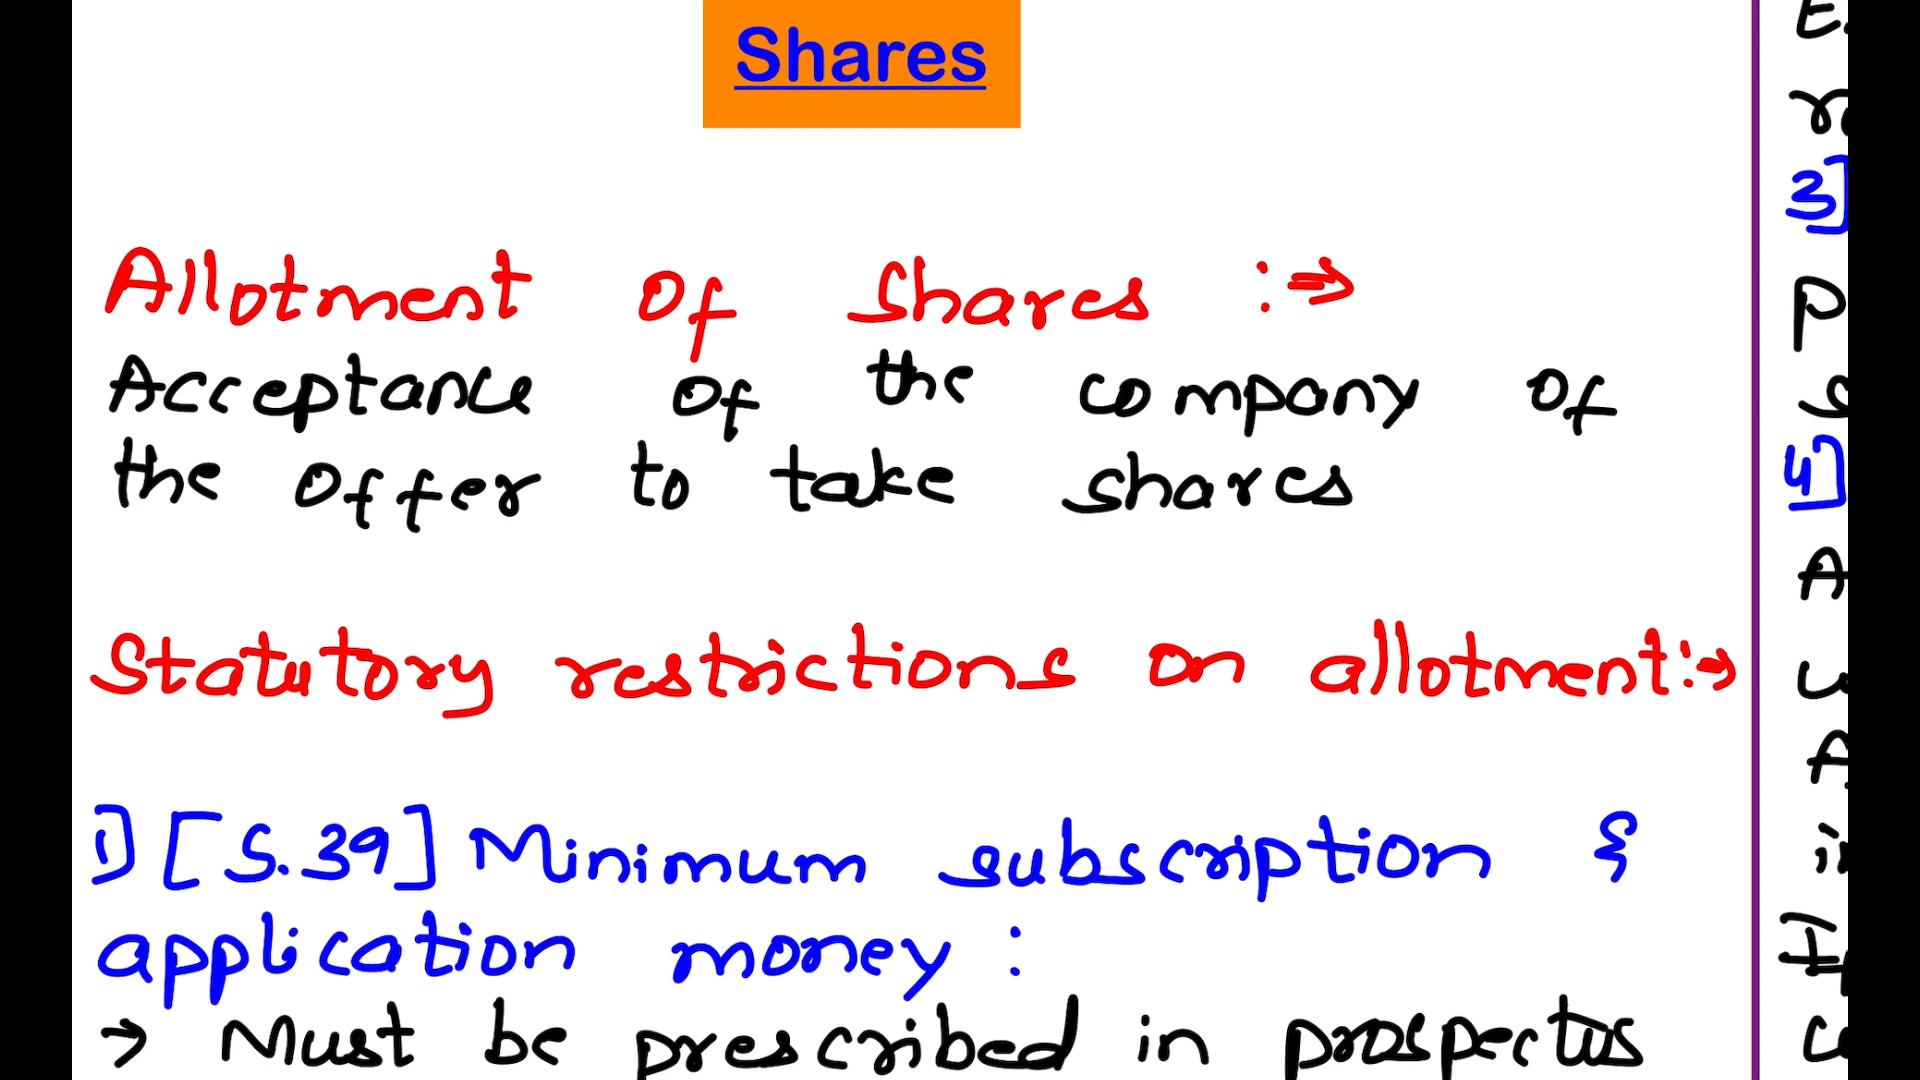 Shares
Allotment of shares :⇒
Acceptance of the company of
the offer to take shares
Statutory restrictions on allotment:→
1] [S.39] Minimum subscription &
application money :
→ Must be prescribed in prospectus
3]
P
4]
A